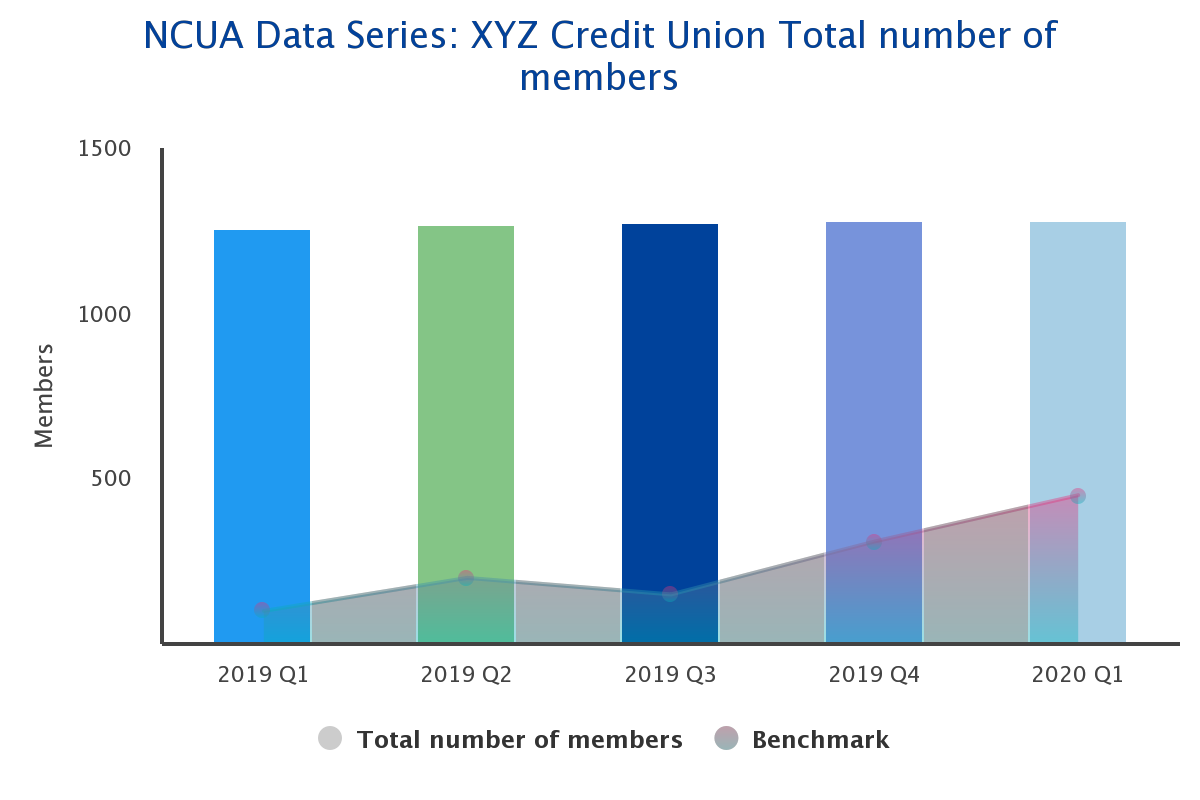 NCUA Data Series: XYZ Credit Union Total number of
members
1500
1000
500
Members
2019 Q1
2019 Q2
2019 Q3
2019 Q4
2020 Q1
Total number of members
Benchmark